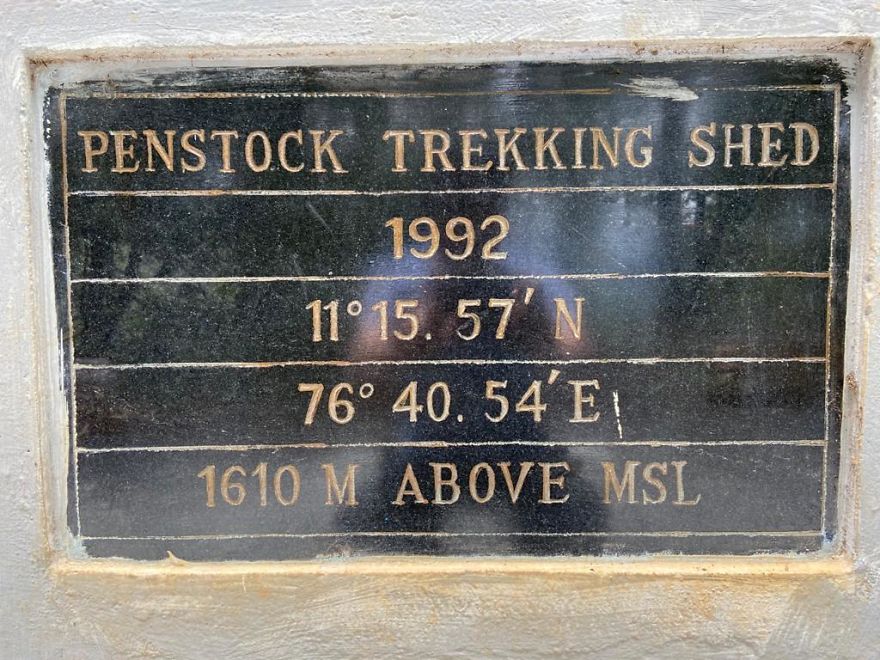 PENSTOCK TREKKING SHED
1992
11° 15. 57′ N
76° 40. 54′ E
1610 M ABOVE MSL